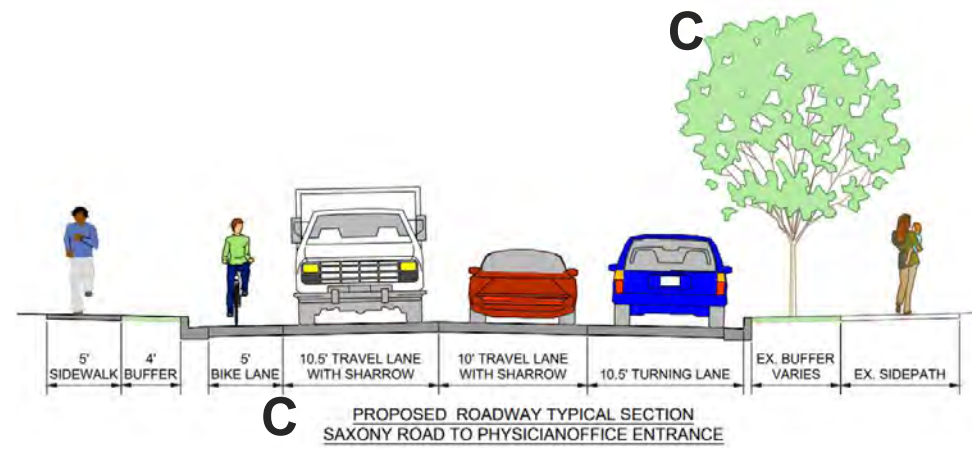 C
5'
SIDEWALK
4'
BUFFER
5'
BIKE LANE
10.5' TRAVEL LANE
WITH SHARROW
10' TRAVEL LANE
WITH SHARROW
10.5' TURNING LANE
EX. BUFFER
VARIES
EX. SIDEPATH
C
PROPOSED ROADWAY TYPICAL SECTION
SAXONY ROAD TO PHYSICIANOFFICE ENTRANCE